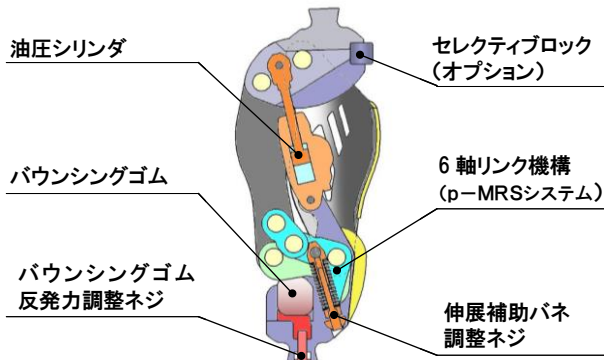 油圧シリンダ
バウンシングゴム
バウンシングゴム
反発力調整ネジ
セレクティブロック
(オプション)
6 軸リンク機構
(p-MRSシステム)
伸展補助バネ
調整ネジ